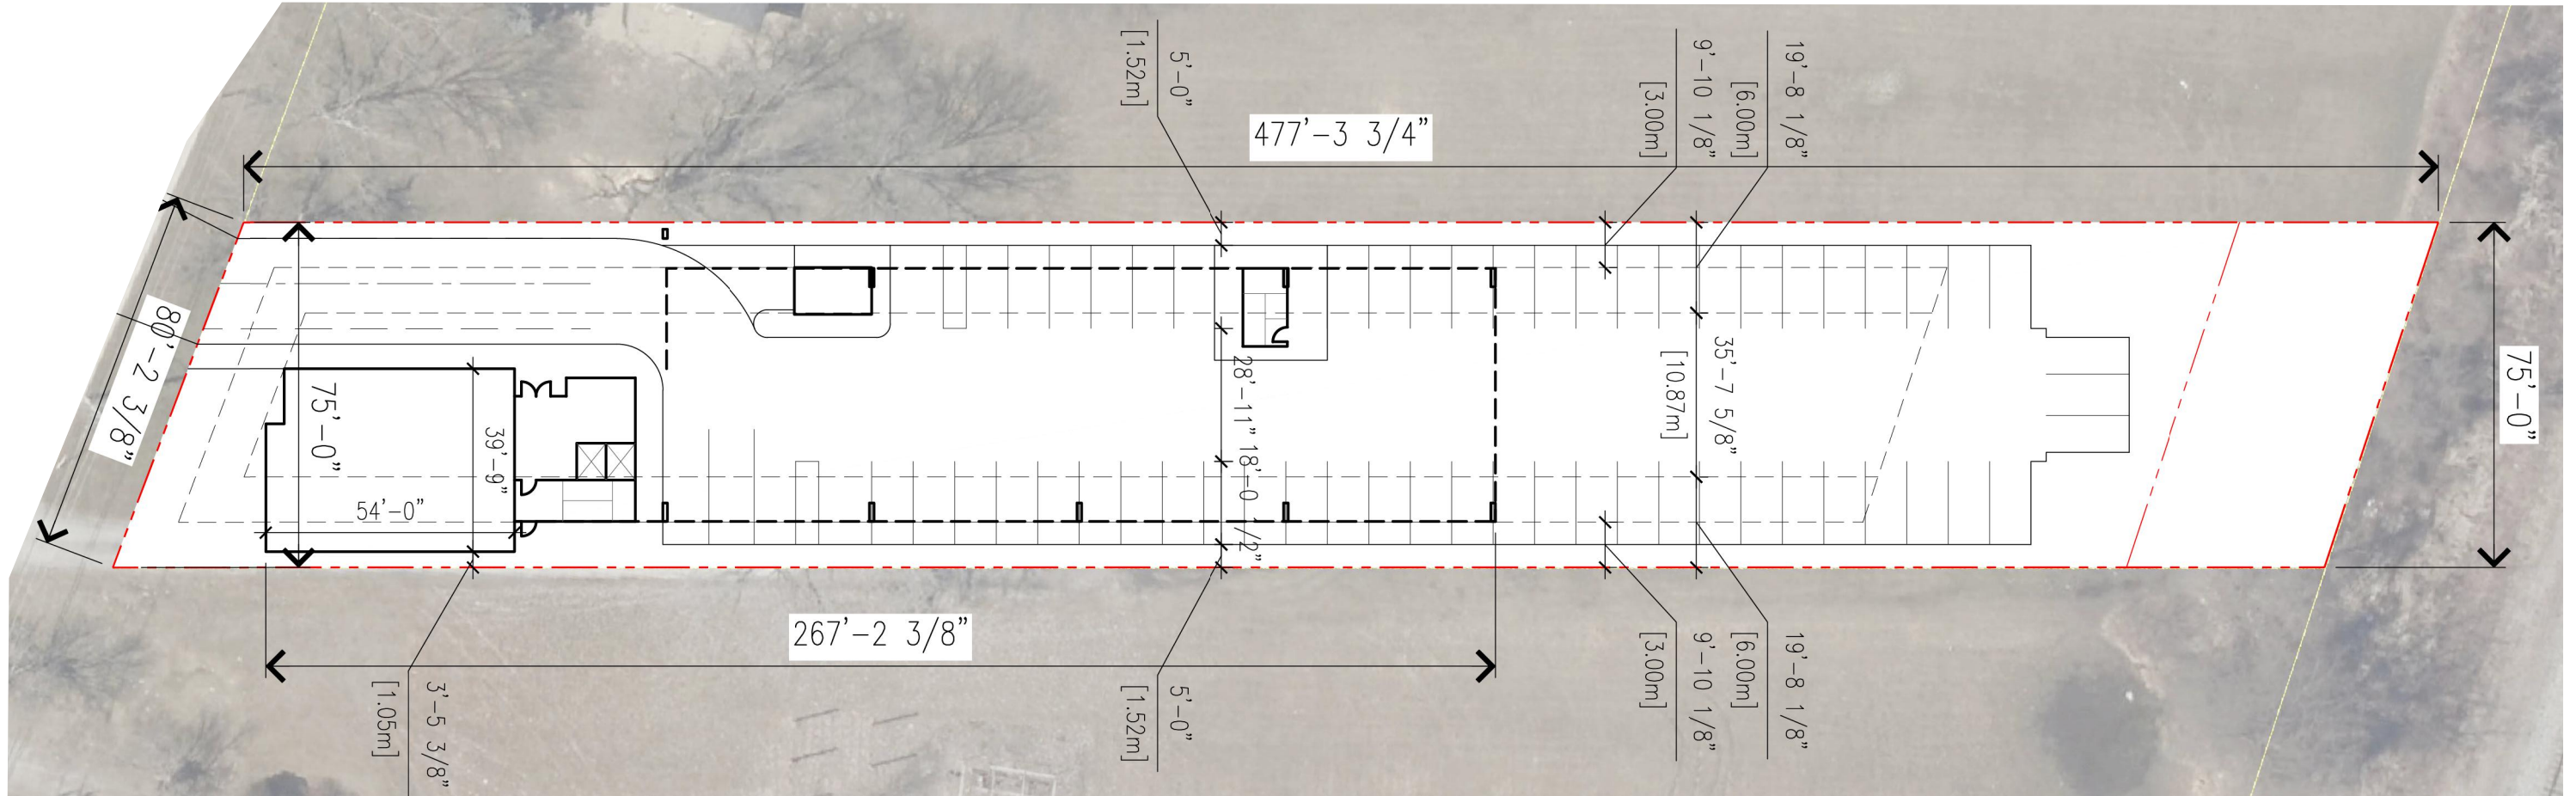 5'-0"
[1.52m]
477'-3 3/4"
9'-10 1/8"
[3.00m]
19'-8 1/8"
[6.00m]
80'-2 3/8"
75'-0"
39'-9"
54'-0"
28'-11"
18'-0 1/2"
35'-7 5/8"
[10.87m]
75'-0"
267'-2 3/8"
3'-5 3/8"
[1.05m]
5'-0"
[1.52m]
9'-10 1/8"
[3.00m]
19'-8 1/8"
[6.00m]